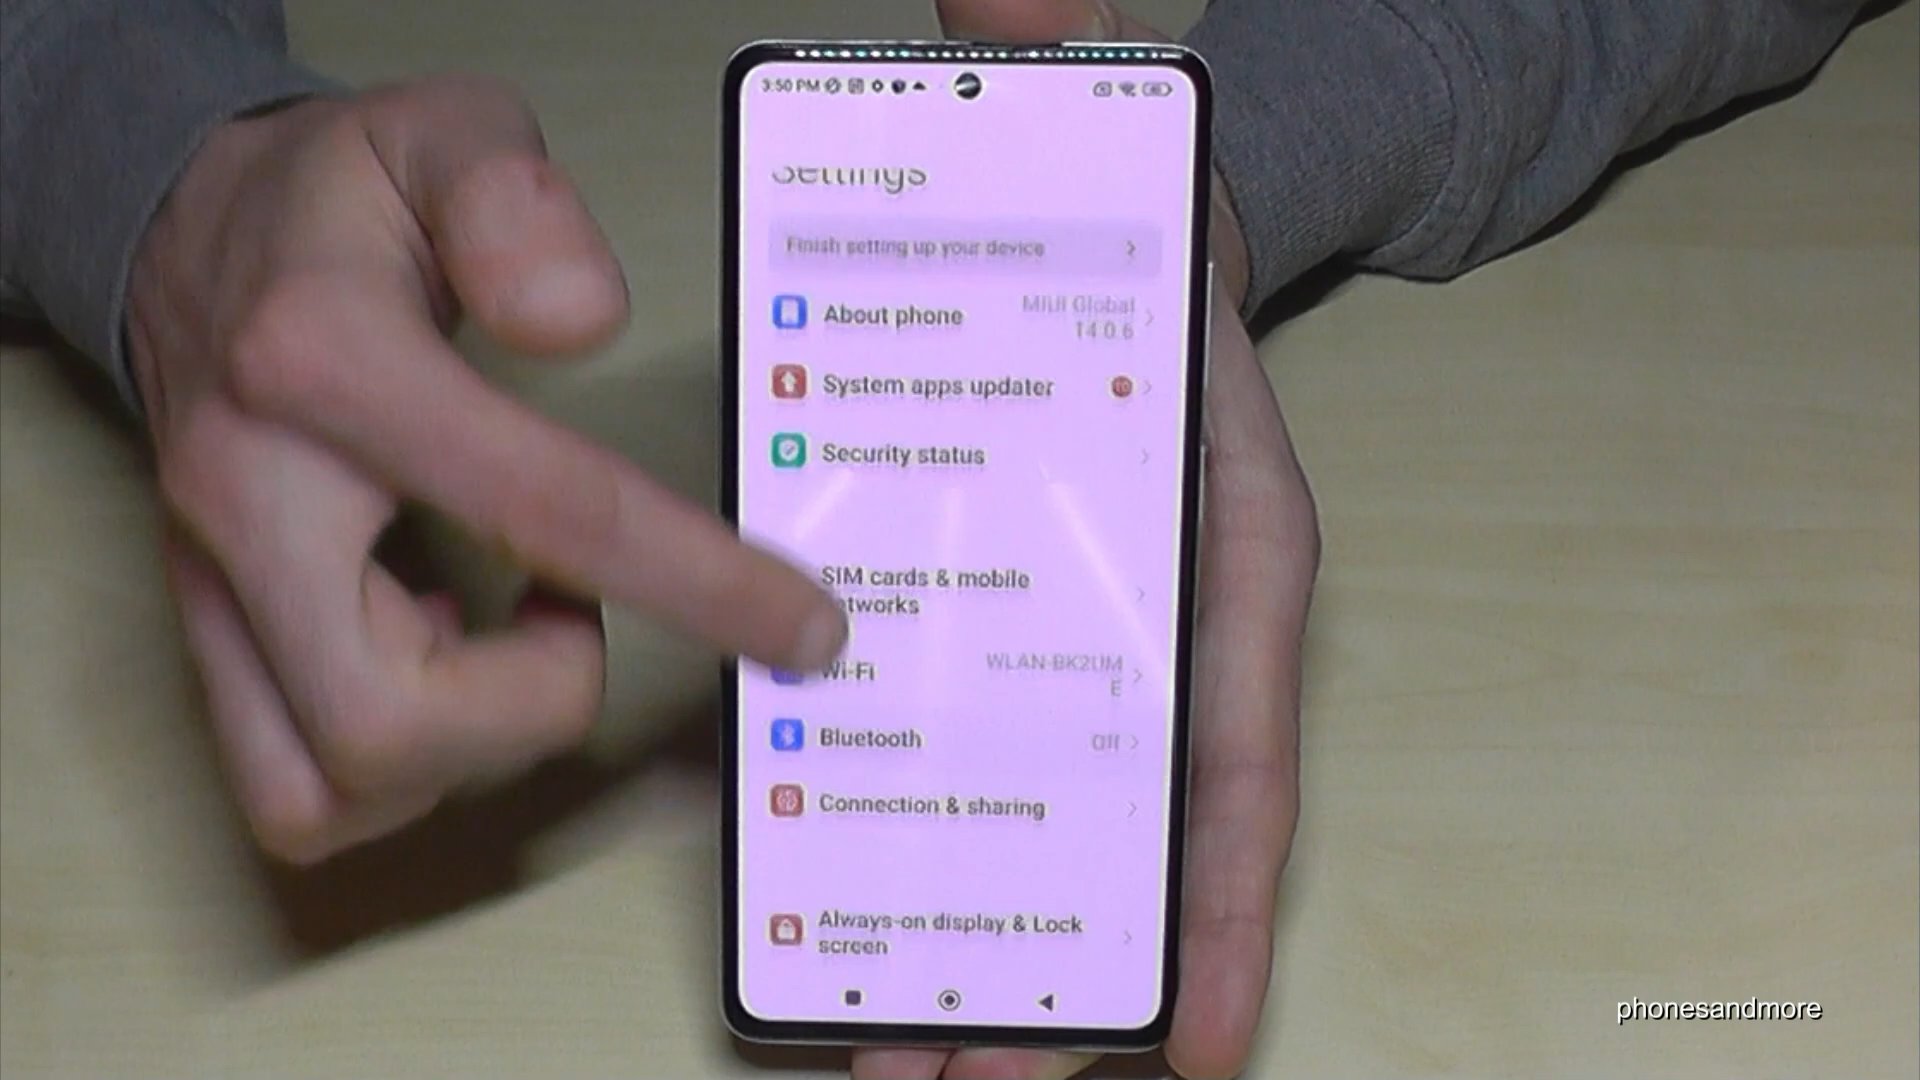 3:50 PM
Settings
Finish setting up your device
About phone
MIUI Global
14.0.6
System apps updater
10
Security status
SIM cards & mobile
etworks
Wi-Fi
WLAN-BK2UM
E
Bluetooth
Off
Connection & sharing
Always-on display & Lock
screen
phonesandmore